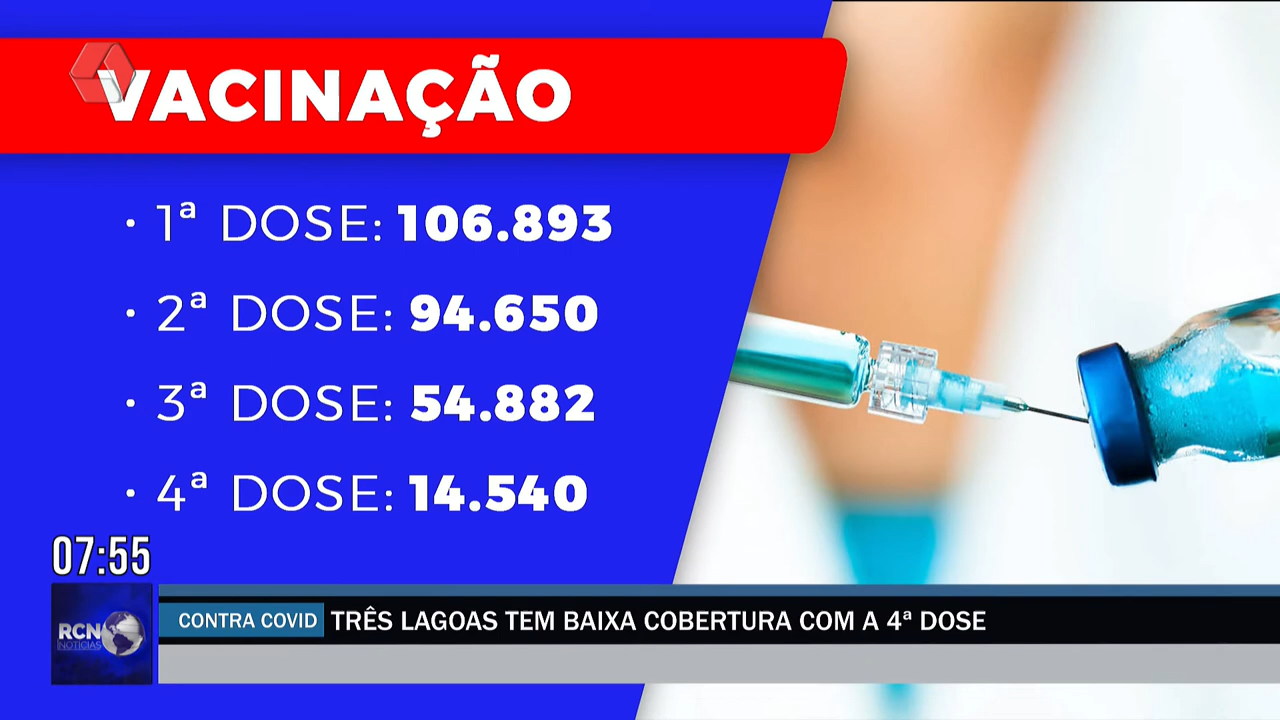 VACINAÇÃO
· 1ª DOSE: 106.893
· 2ª DOSE: 94.650
· 3ª DOSE: 54.882
· 4ª DOSE: 14.540
07:55
RCN
NOTÍCIAS
CONTRA COVID TRÊS LAGOAS TEM BAIXA COBERTURA COM A 4ª DOSE